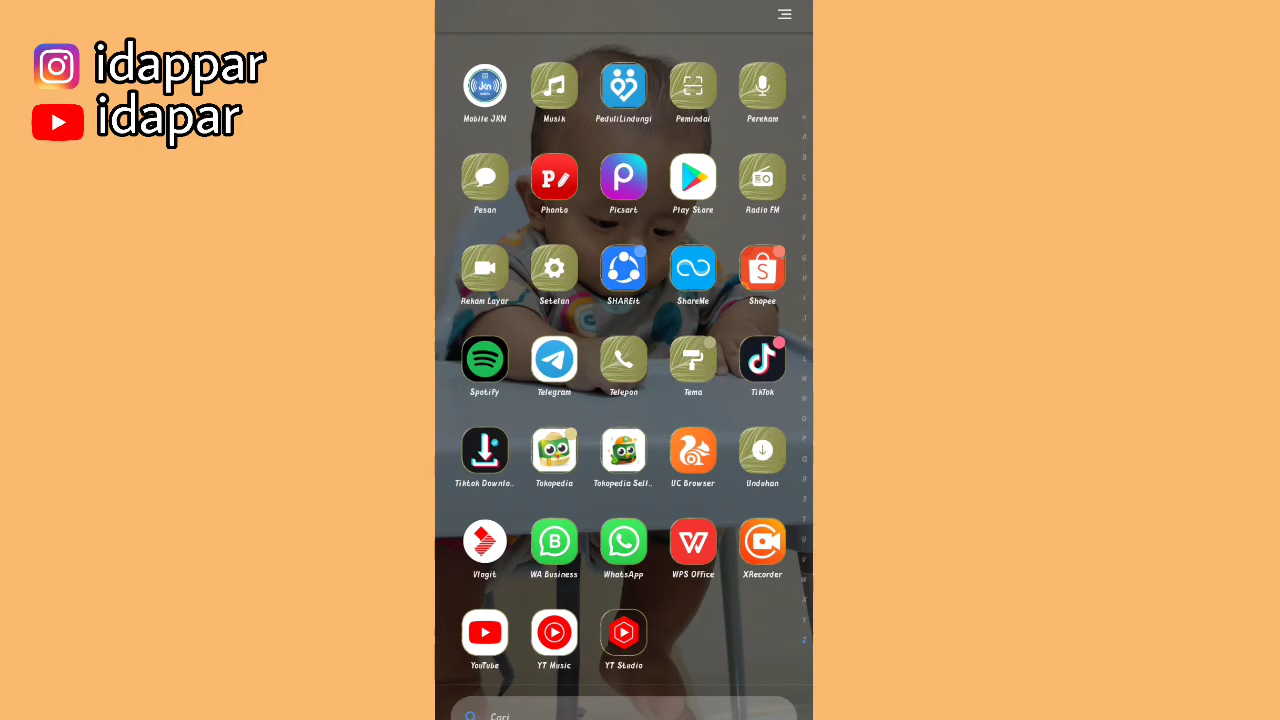 idappar
idapar
Mobile JKN
Musik
PeduliLindungi
Pemindai
Perekam
Pesan
Phonto
Picsart
Play Store
Radio FM
Rekam Layar
Setelan
SHAREit
ShareMe
Shopee
Spotify
Telegram
Telepon
Tema
TikTok
Tiktok Downlo..
Tokopedia
Tokopedia Sell..
UC Browser
Unduhan
Vlogit
WA Business
WhatsApp
WPS Office
XRecorder
YouTube
YT Music
YT Studio
Cari